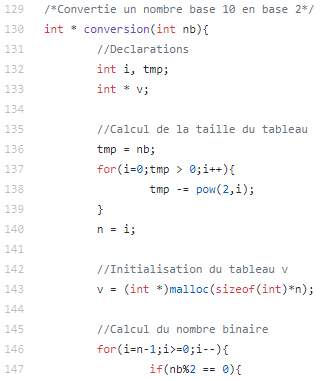 129 /*Convertie un nombre base 10 en base 2*/
130 int * conversion(int nb){
131 //Declarations
132 int i, tmp;
133 int * v;
134
135 //Calcul de la taille du tableau
136 tmp = nb;
137 for(i=0;tmp > 0;i++){
138 tmp -= pow(2,i);
139 }
140 n = i;
141
142 //Initialisation du tableau v
143 v = (int *)malloc(sizeof(int)*n);
144
145 //Calcul du nombre binaire
146 for(i=n-1;i>=0;i--){
147 if(nb%2 == 0){